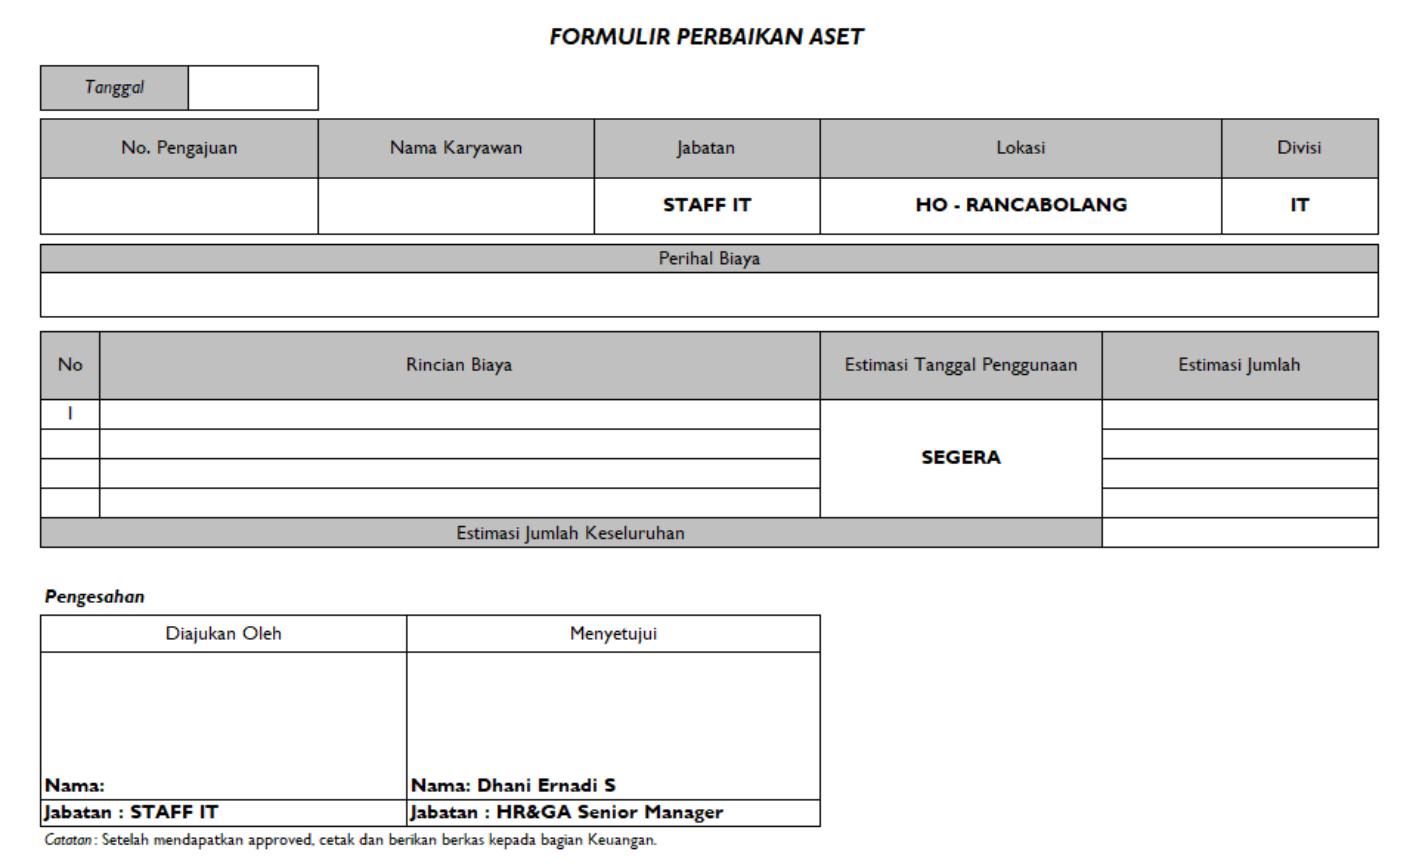 FORMULIR PERBAIKAN ASET
Tanggal
No. Pengajuan Nama Karyawan Jabatan Lokasi Divisi
STAFF IT HO - RANCABOLANG IT
Perihal Biaya
No Rincian Biaya Estimasi Tanggal Penggunaan Estimasi Jumlah
1
SEGERA
Estimasi Jumlah Keseluruhan
Pengesahan
Diajukan Oleh Menyetujui
Nama: Nama: Dhani Ernadi S
Jabatan : STAFF IT Jabatan : HR&GA Senior Manager
Catatan : Setelah mendapatkan approved, cetak dan berikan berkas kepada bagian Keuangan.